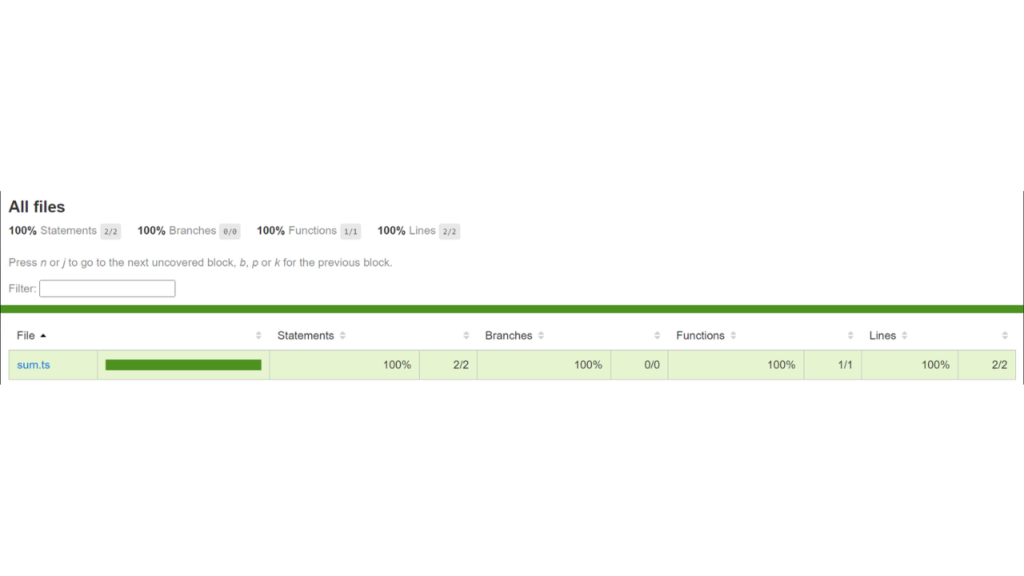 All files
100% Statements 2/2 100% Branches 0/0 100% Functions 1/1 100% Lines 2/2
Press n or j to go to the next uncovered block, b, p or k for the previous block.
Filter:
File Statements Branches Functions Lines
sum.ts 100% 2/2 100% 0/0 100% 1/1 100% 2/2